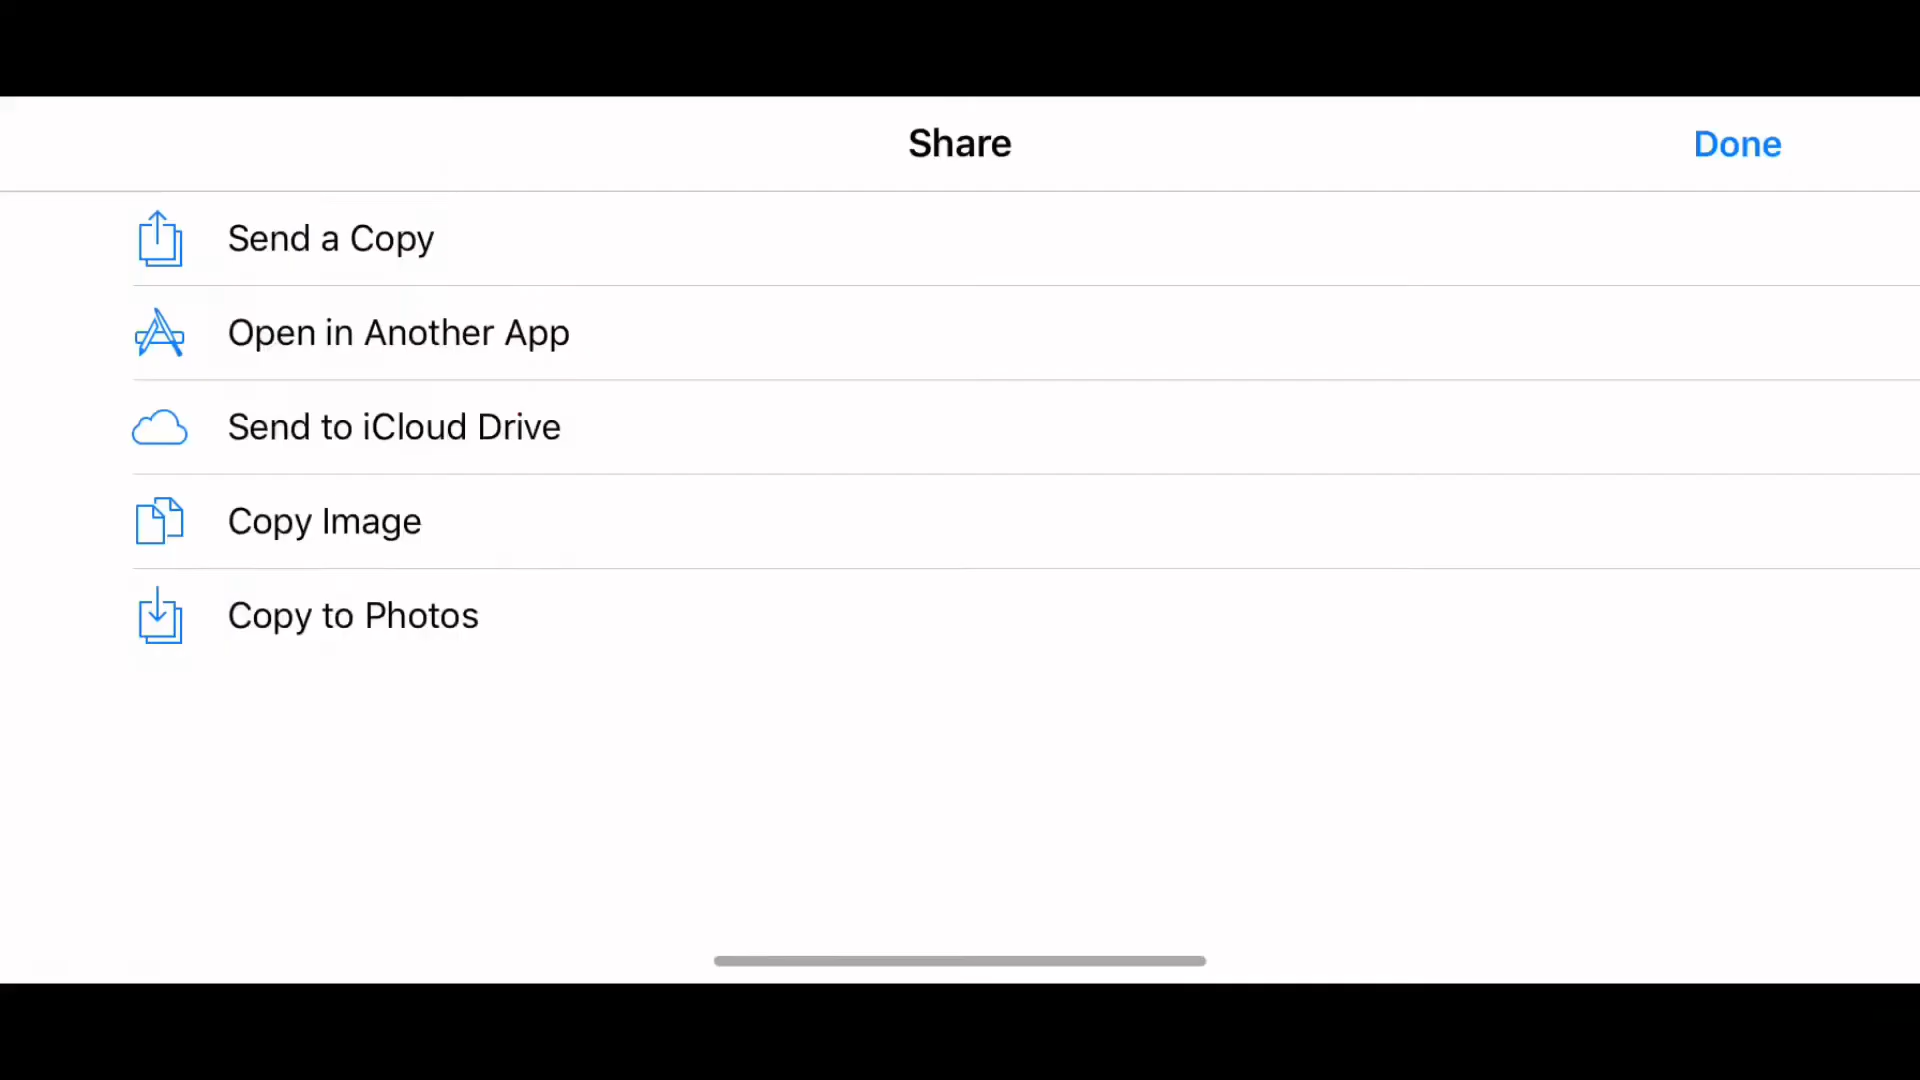 Share
Done
Send a Copy
Open in Another App
Send to iCloud Drive
Copy Image
Copy to Photos